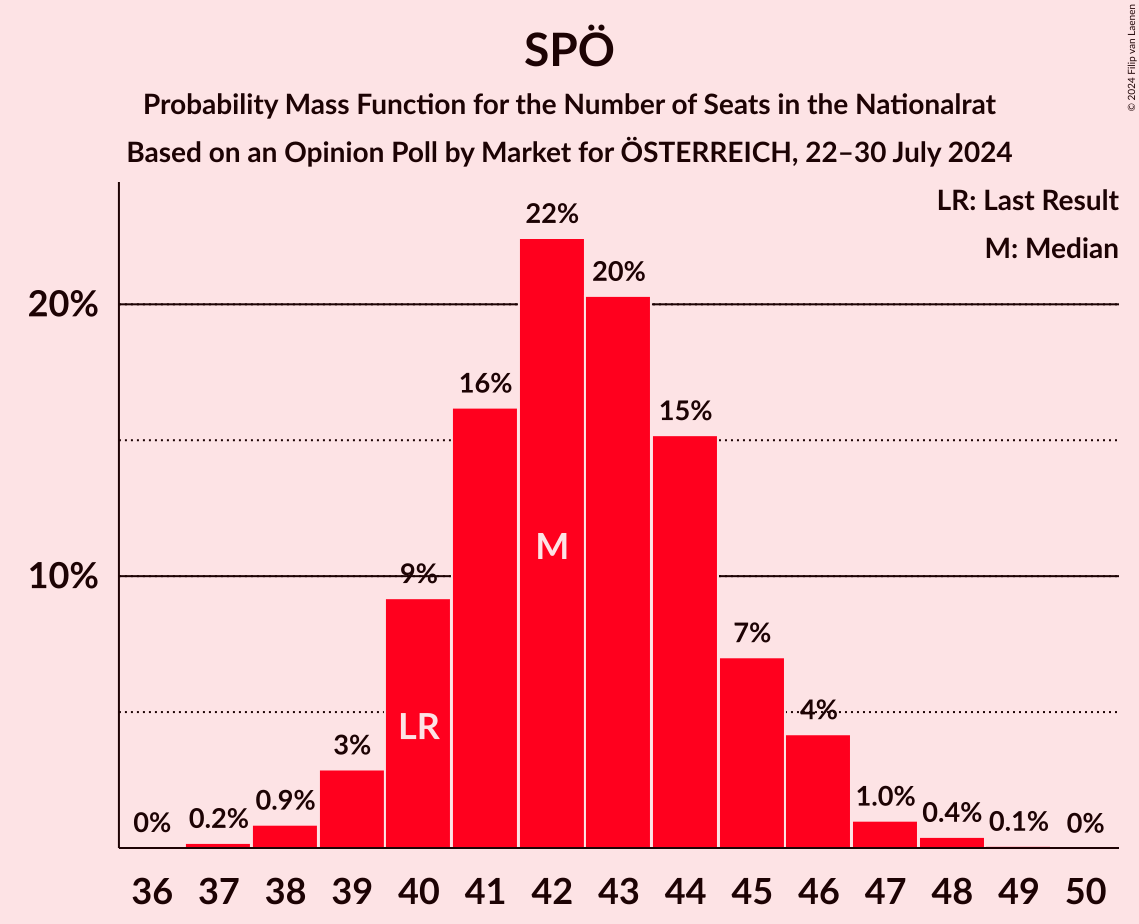 SPÖ
Probability Mass Function for the Number of Seats in the Nationalrat
Based on an Opinion Poll by Market for ÖSTERREICH, 22–30 July 2024
© 2024 Filip van Laenen
LR: Last Result
M: Median
20%
10%
0%
0.2%
0.9%
3%
9%
16%
22%
20%
15%
7%
4%
1.0%
0.4%
0.1%
0%
LR
M
36 37 38 39 40 41 42 43 44 45 46 47 48 49 50